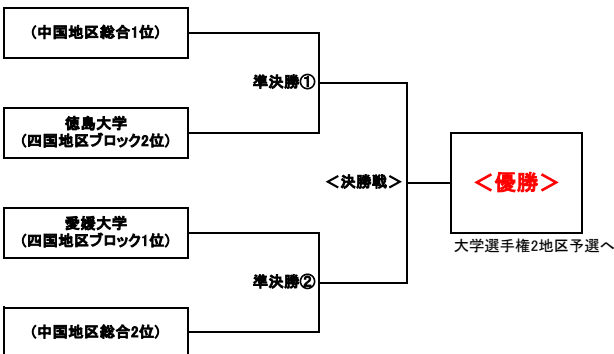 (中国地区総合1位)
準決勝①
徳島大学
(四国地区ブロック2位)
＜決勝戦＞
＜優勝＞
愛媛大学
(四国地区ブロック1位)
大学選手権2地区予選へ
準決勝②
(中国地区総合2位)